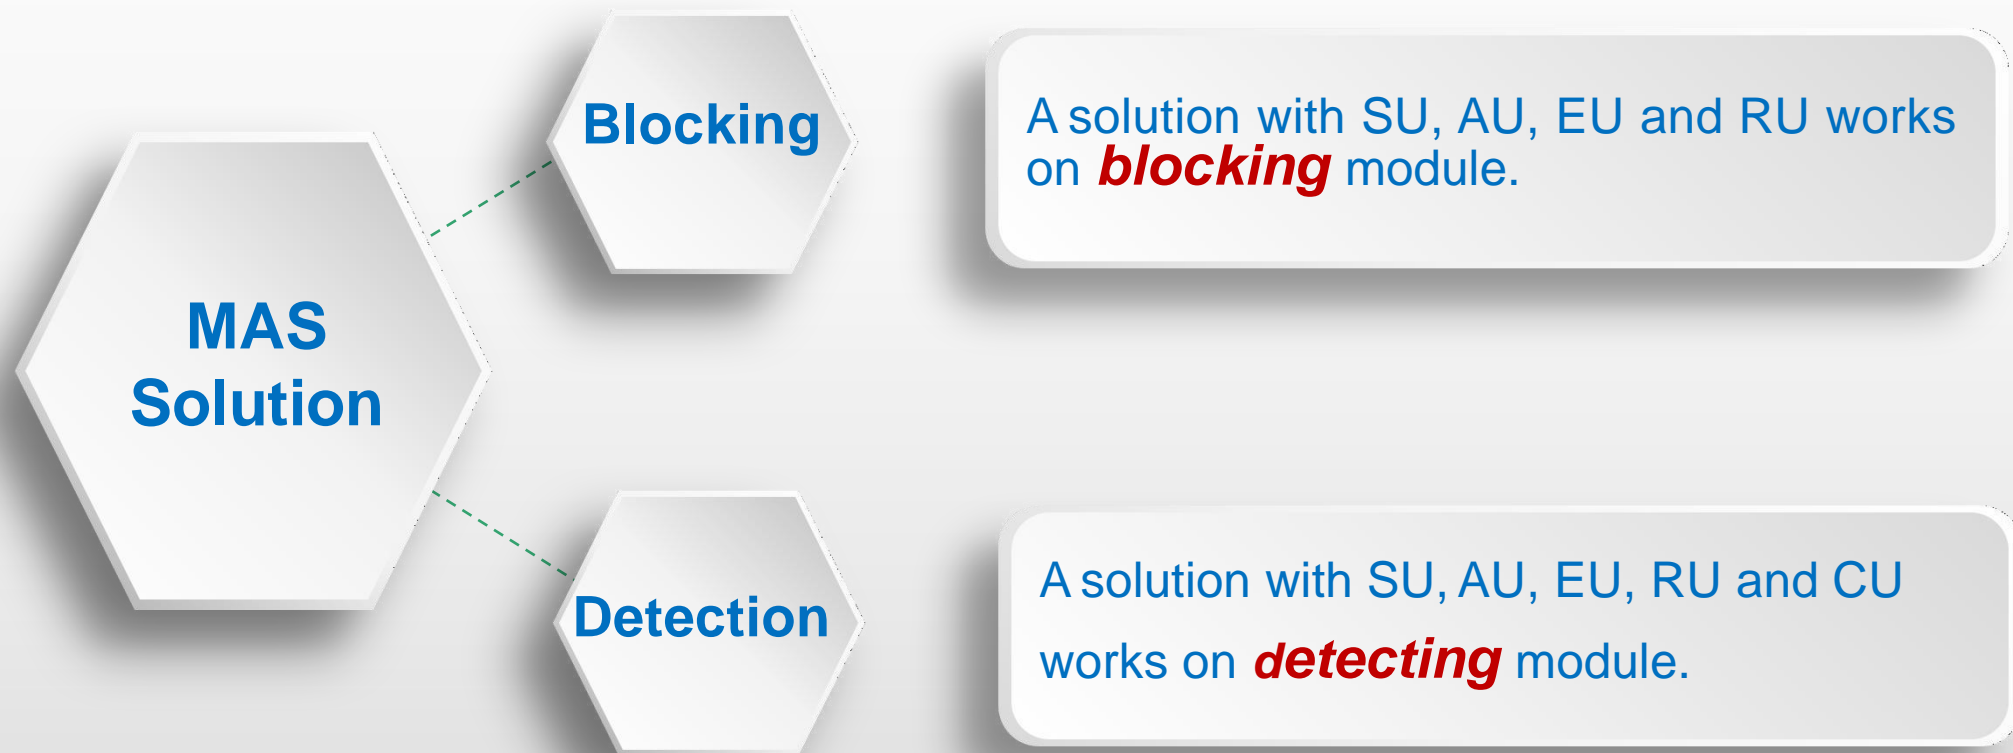 Blocking
A solution with SU, AU, EU and RU works
on blocking module.
MAS
Solution
Detection
A solution with SU, AU, EU, RU and CU
works on detecting module.